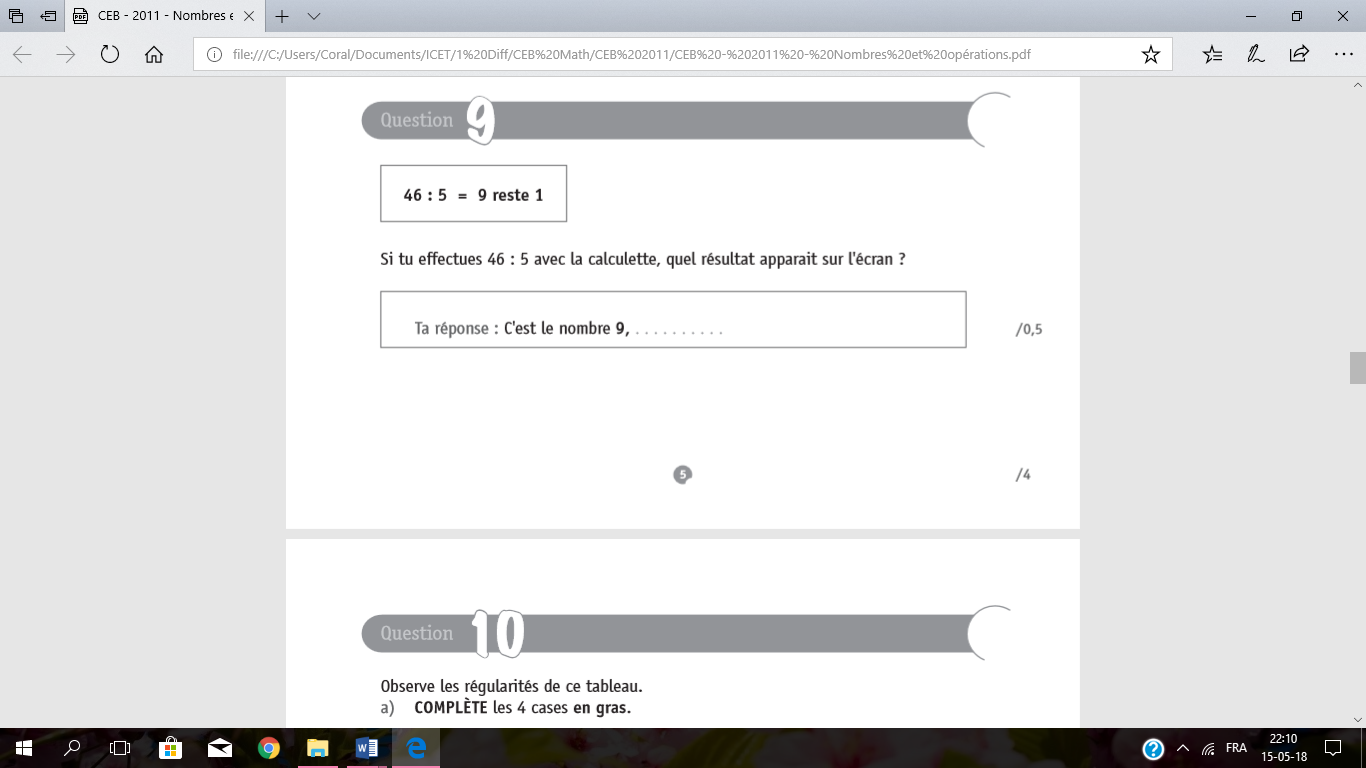 CEB - 2011 - Nombres e
file:///C:/Users/Coral/Documents/ICET/1%20Diff/CEB%20Math/CEB%202011/CEB%20-%202011%20-%20Nombres%20et%20opérations.pdf
Question 9
46 : 5 = 9 reste 1
Si tu effectues 46 : 5 avec la calculette, quel résultat apparait sur l'écran ?
Ta réponse : C'est le nombre 9, . . . . . . . . . .
/0,5
5
/4
Question 10
Observe les régularités de ce tableau.
a) COMPLÈTE les 4 cases en gras.
FRA
22:10
15-05-18